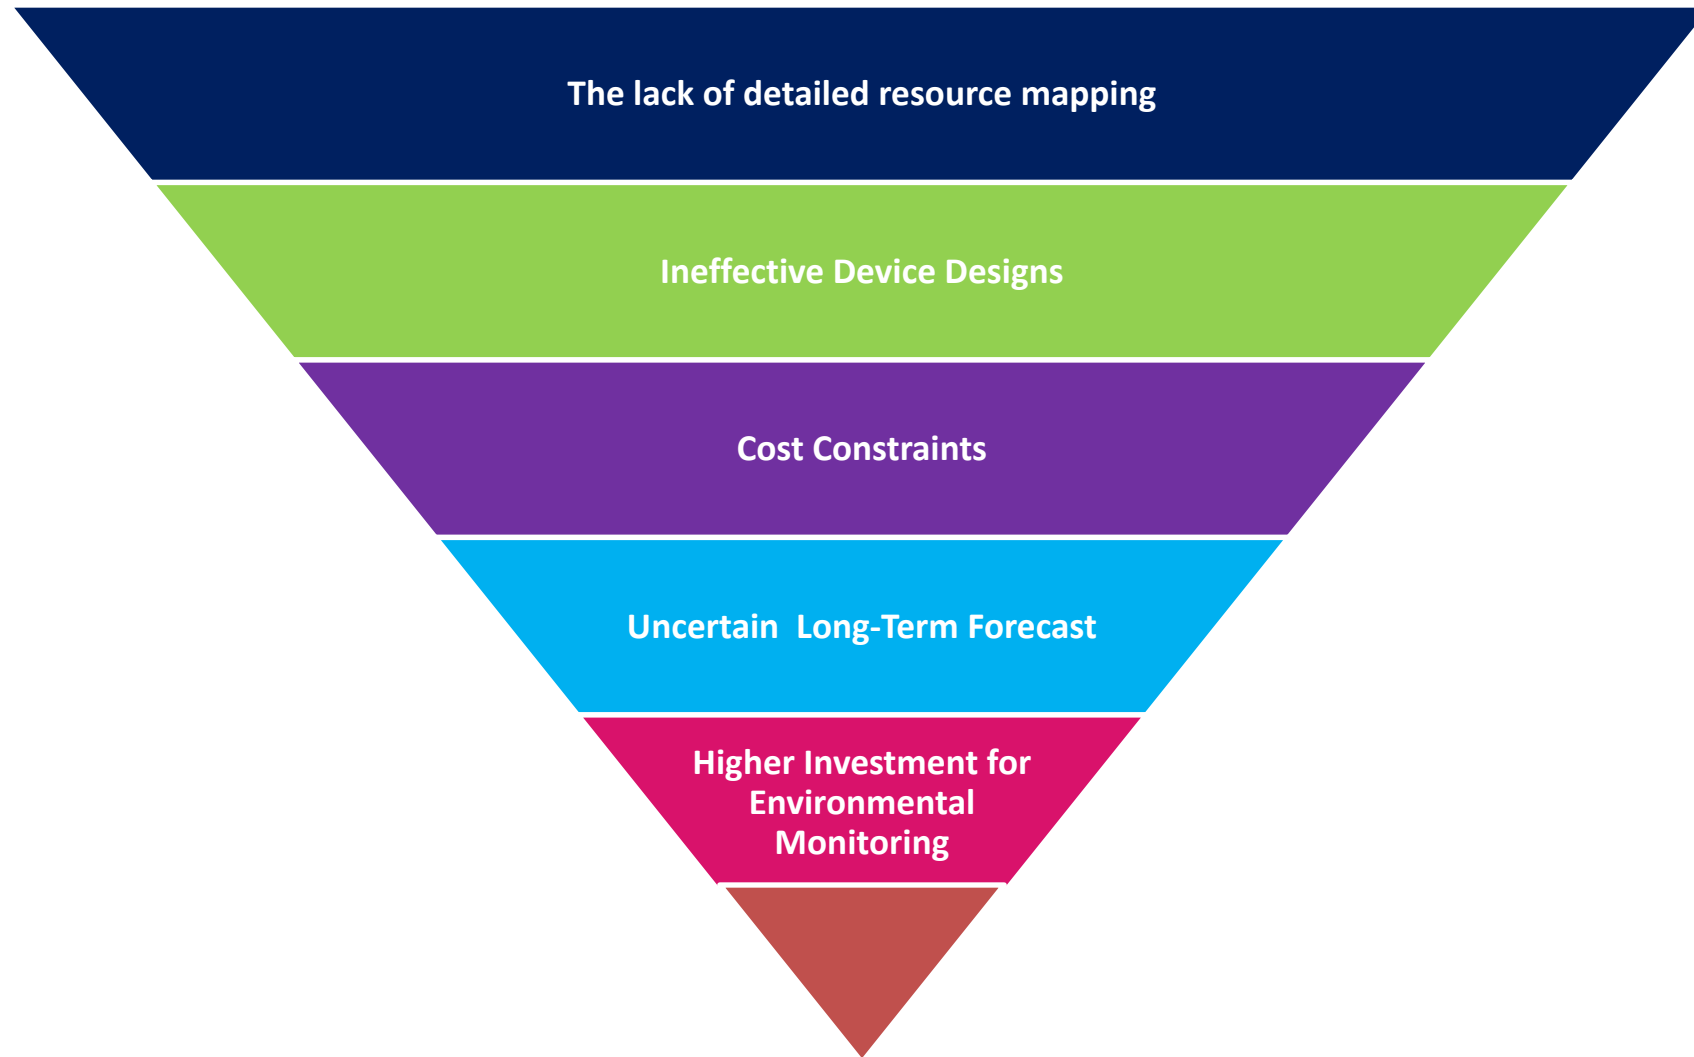 The lack of detailed resource mapping
Ineffective Device Designs
Cost Constraints
Uncertain  Long-Term Forecast
Higher Investment for
Environmental
Monitoring